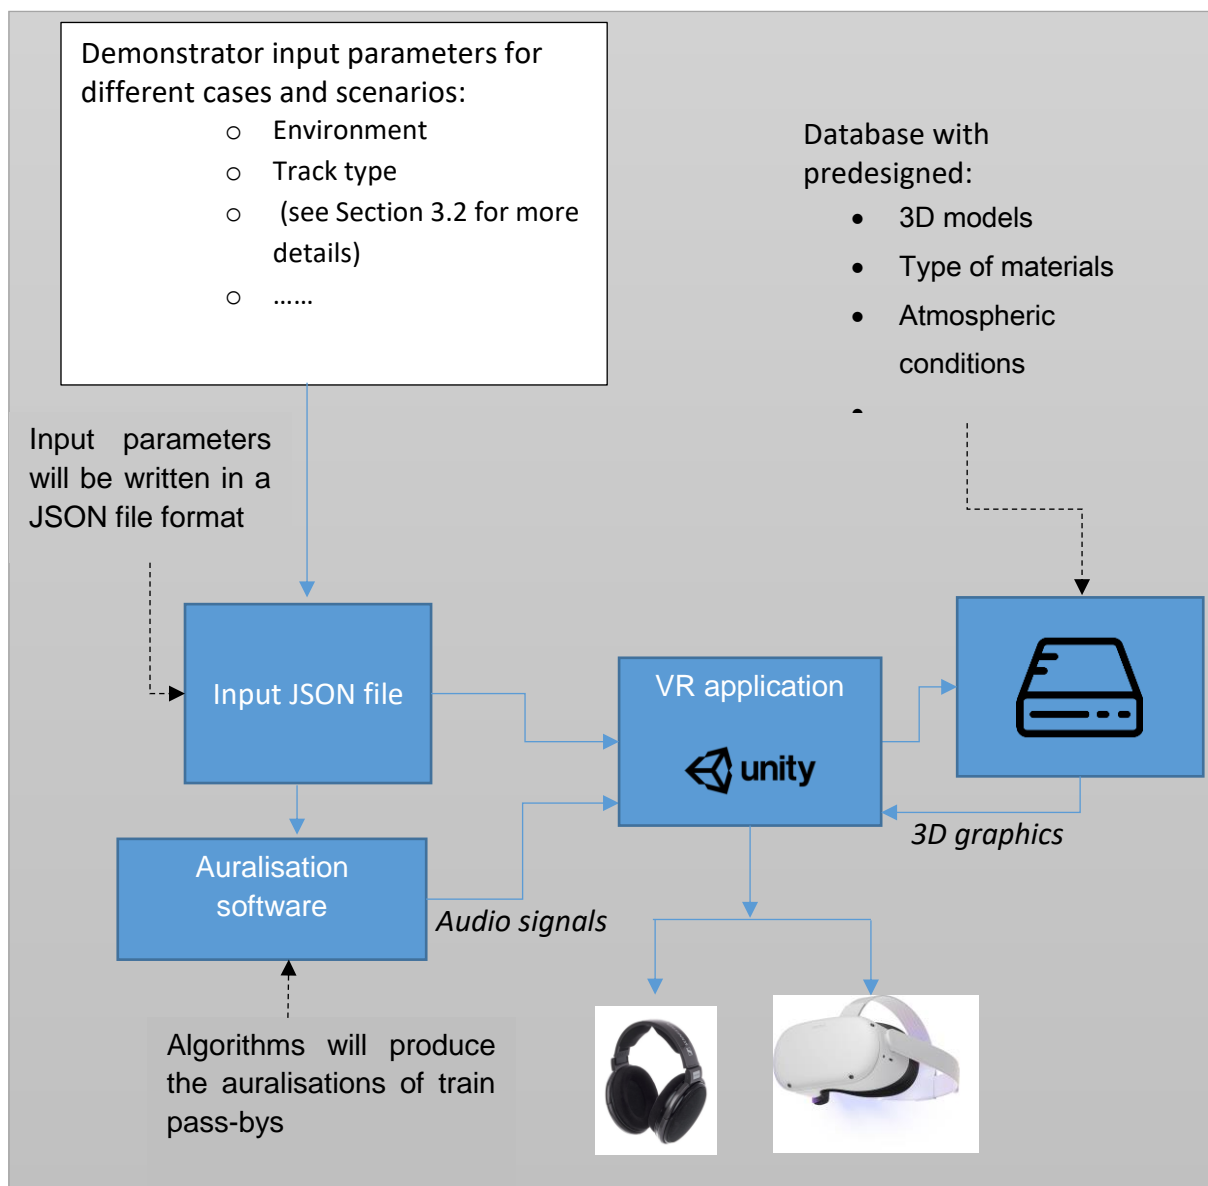 Demonstrator input parameters for
different cases and scenarios:
o Environment
o Track type
o (see Section 3.2 for more
details)
o ……
Database with
predesigned:
• 3D models
• Type of materials
• Atmospheric
conditions
•
Input parameters
will be written in a
JSON file format
Input JSON file
VR application
unity
3D graphics
Auralisation
software
Audio signals
Algorithms will produce
the auralisations of train
pass-bys